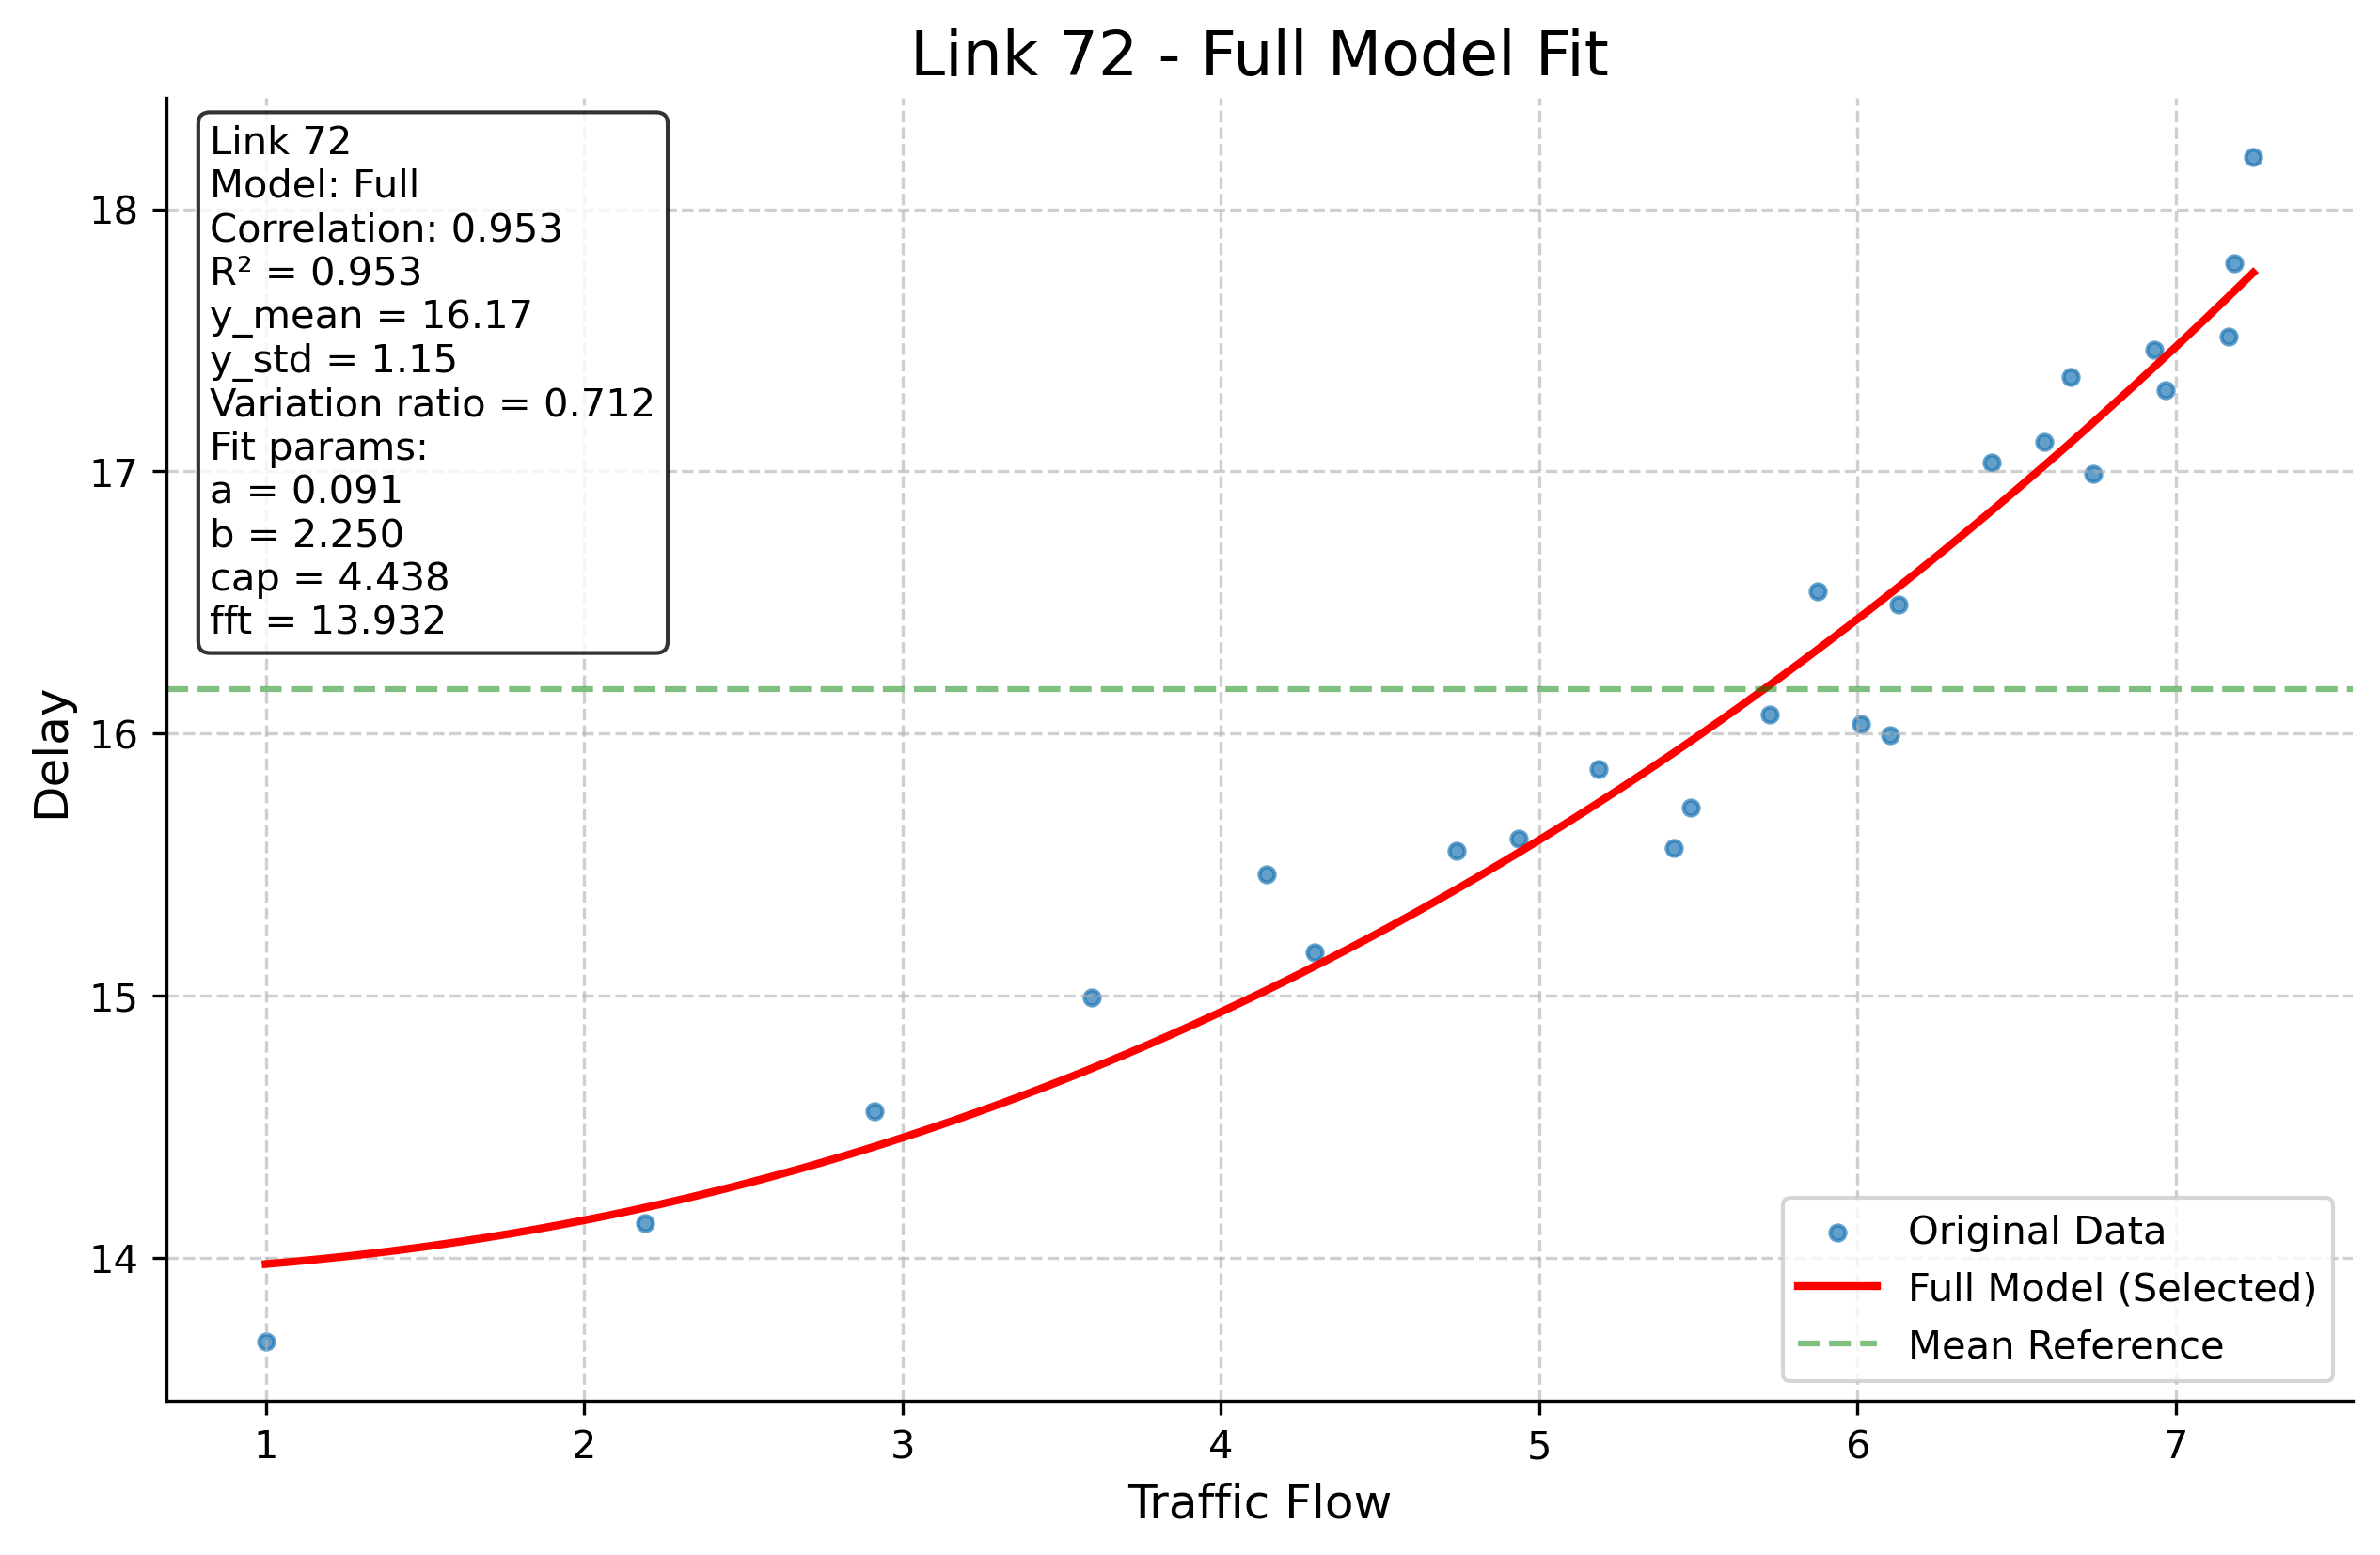 Link 72 - Full Model Fit
Link 72
Model: Full
Correlation: 0.953
R² = 0.953
y_mean = 16.17
y_std = 1.15
Variation ratio = 0.712
Fit params:
a = 0.091
b = 2.250
cap = 4.438
fft = 13.932
Delay
18
17
16
15
14
Original Data
Full Model (Selected)
Mean Reference
1 2 3 4 5 6 7
Traffic Flow